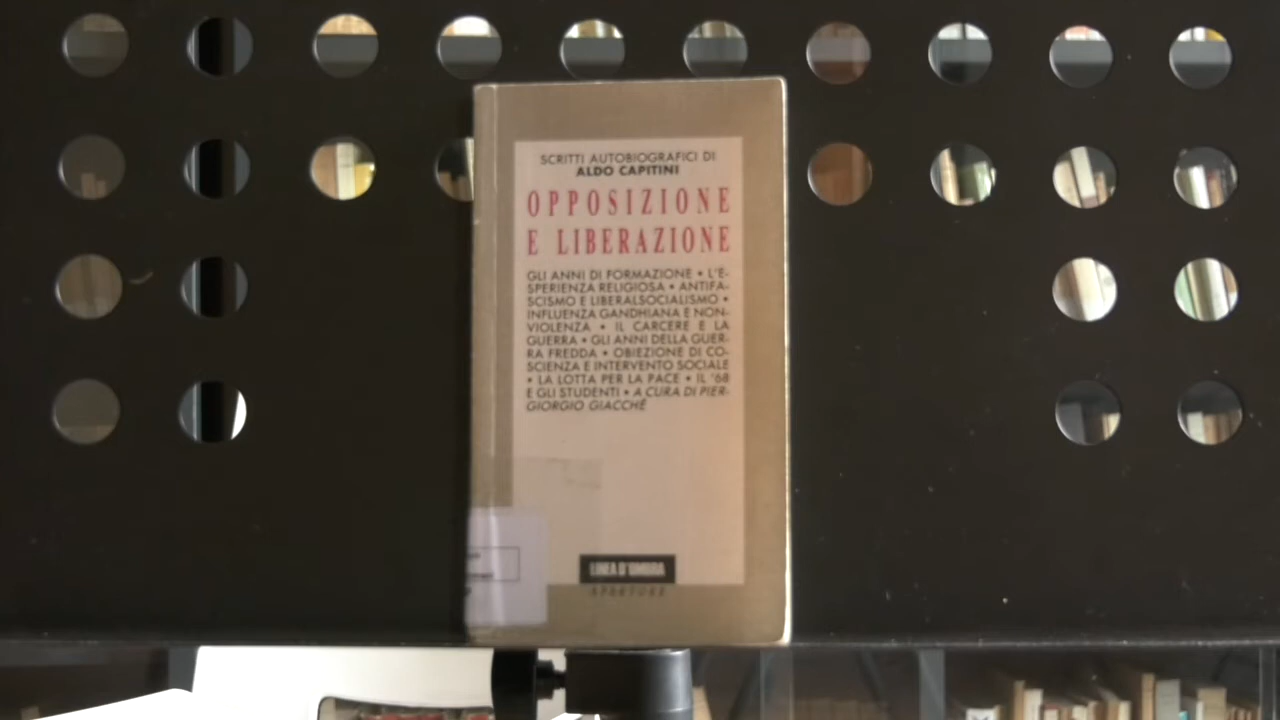 SCRITTI AUTOBIOGRAFICI DI
ALDO CAPITINI
OPPOSIZIONE
E LIBERAZIONE
GLI ANNI DI FORMAZIONE • L'E-
SPERIENZA RELIGIOSA • ANTIFA-
SCISMO E LIBERALSOCIALISMO •
INFLUENZA GANDHIANA E NON-
VIOLENZA • IL CARCERE E LA
GUERRA • GLI ANNI DELLA GUER-
RA FREDDA • OBIEZIONE DI CO-
SCIENZA E INTERVENTO SOCIALE
• LA LOTTA PER LA PACE • IL '68
E GLI STUDENTI • A CURA DI PIER-
GIORGIO GIACCHÈ
LINEA D'OMBRA
APERTURE